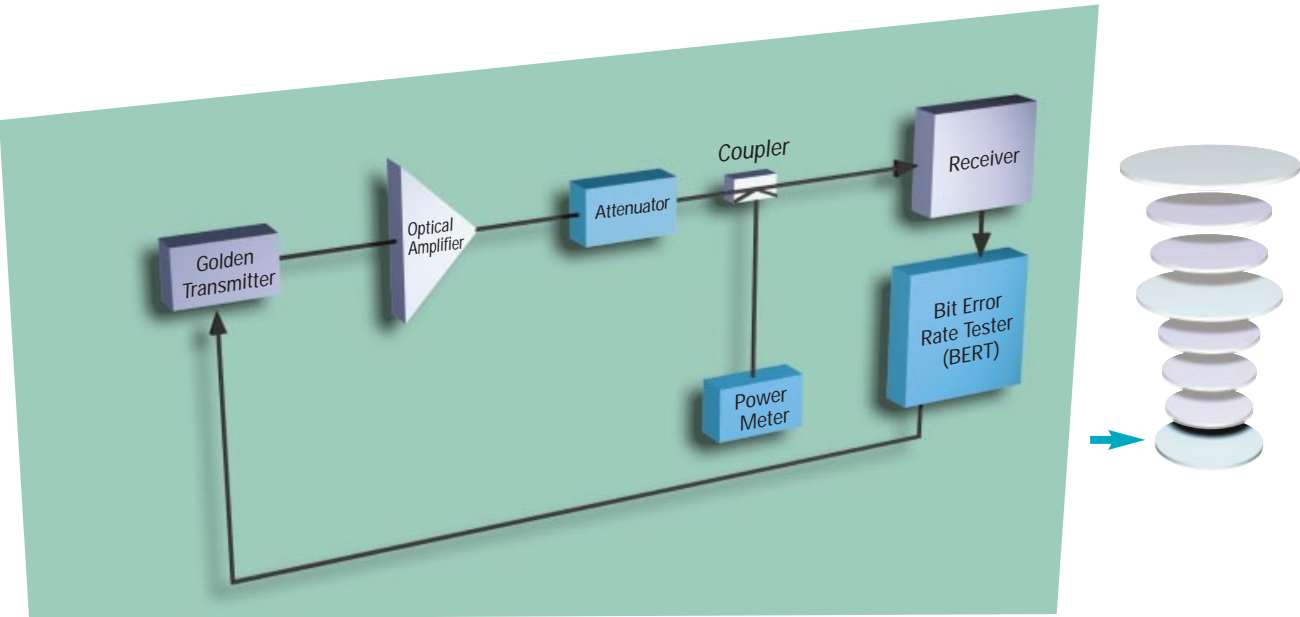 Golden
Transmitter
Optical
Amplifier
Attenuator
Coupler
Receiver
Bit Error
Rate Tester
(BERT)
Power
Meter